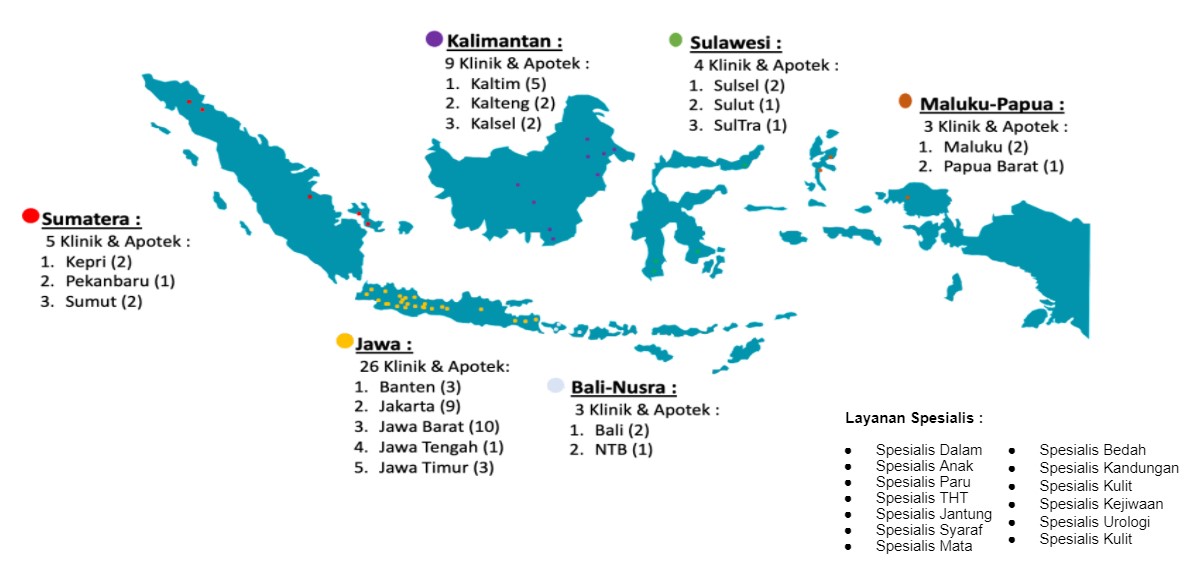 Kalimantan :
9 Klinik & Apotek :
1. Kaltim (5)
2. Kalteng (2)
3. Kalsel (2)
Sulawesi :
4 Klinik & Apotek :
1. Sulsel (2)
2. Sulut (1)
3. SulTra (1)
Maluku-Papua :
3 Klinik & Apotek :
1. Maluku (2)
2. Papua Barat (1)
Sumatera :
5 Klinik & Apotek :
1. Kepri (2)
2. Pekanbaru (1)
3. Sumut (2)
Jawa :
26 Klinik & Apotek:
1. Banten (3)
2. Jakarta (9)
3. Jawa Barat (10)
4. Jawa Tengah (1)
5. Jawa Timur (3)
Bali-Nusra :
3 Klinik & Apotek :
1. Bali (2)
2. NTB (1)
Layanan Spesialis :
● Spesialis Dalam
● Spesialis Anak
● Spesialis Paru
● Spesialis THT
● Spesialis Jantung
● Spesialis Syaraf
● Spesialis Mata
● Spesialis Bedah
● Spesialis Kandungan
● Spesialis Kulit
● Spesialis Kejiwaan
● Spesialis Urologi
● Spesialis Kulit